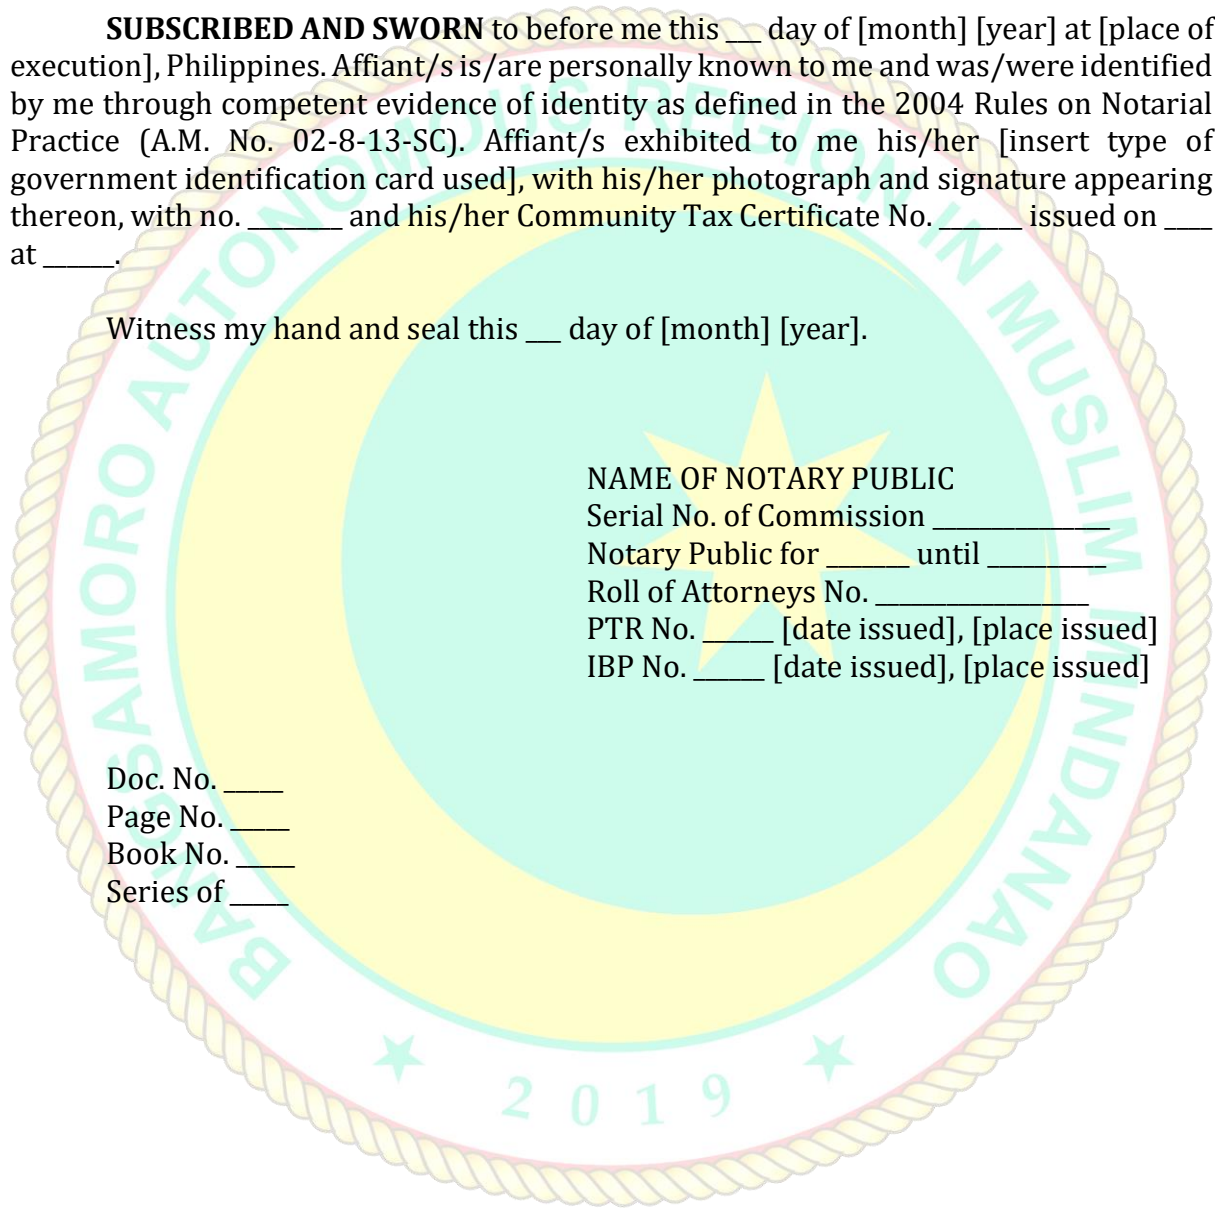 SUBSCRIBED AND SWORN to before me this ___ day of [month] [year] at [place of
execution], Philippines. Affiant/s is/are personally known to me and was/were identified
by me through competent evidence of identity as defined in the 2004 Rules on Notarial
Practice (A.M. No. 02-8-13-SC). Affiant/s exhibited to me his/her [insert type of
government identification card used], with his/her photograph and signature appearing
thereon, with no. ________ and his/her Community Tax Certificate No. _______ issued on ____
at ______.
Witness my hand and seal this ___ day of [month] [year].
NAME OF NOTARY PUBLIC
Serial No. of Commission _______________
Notary Public for _______ until __________
Roll of Attorneys No. __________________
PTR No. ______ [date issued], [place issued]
IBP No. ______ [date issued], [place issued]
Doc. No. _____
Page No. _____
Book No. _____
Series of _____
BANGSAMORO AUTONOMOUS REGION IN MUSLIM MINDANAO
2019